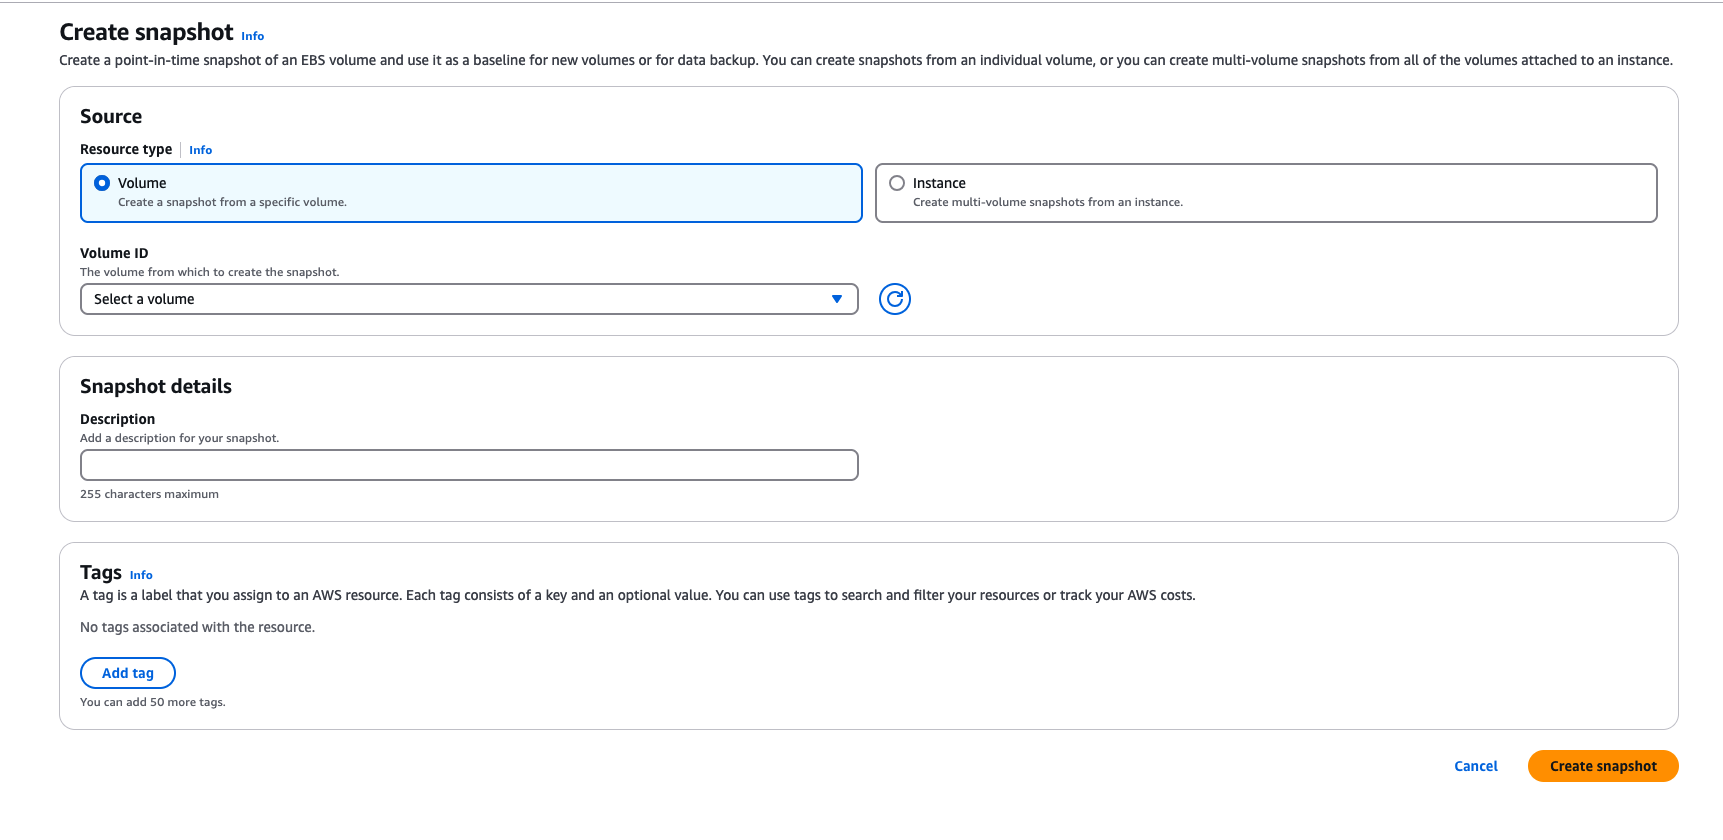 Create snapshot Info
Create a point-in-time snapshot of an EBS volume and use it as a baseline for new volumes or for data backup. You can create snapshots from an individual volume, or you can create multi-volume snapshots from all of the volumes attached to an instance.
Source
Resource type Info
Volume
Create a snapshot from a specific volume.
Instance
Create multi-volume snapshots from an instance.
Volume ID
The volume from which to create the snapshot.
Select a volume
Snapshot details
Description
Add a description for your snapshot.
255 characters maximum
Tags Info
A tag is a label that you assign to an AWS resource. Each tag consists of a key and an optional value. You can use tags to search and filter your resources or track your AWS costs.
No tags associated with the resource.
Add tag
You can add 50 more tags.
Cancel Create snapshot